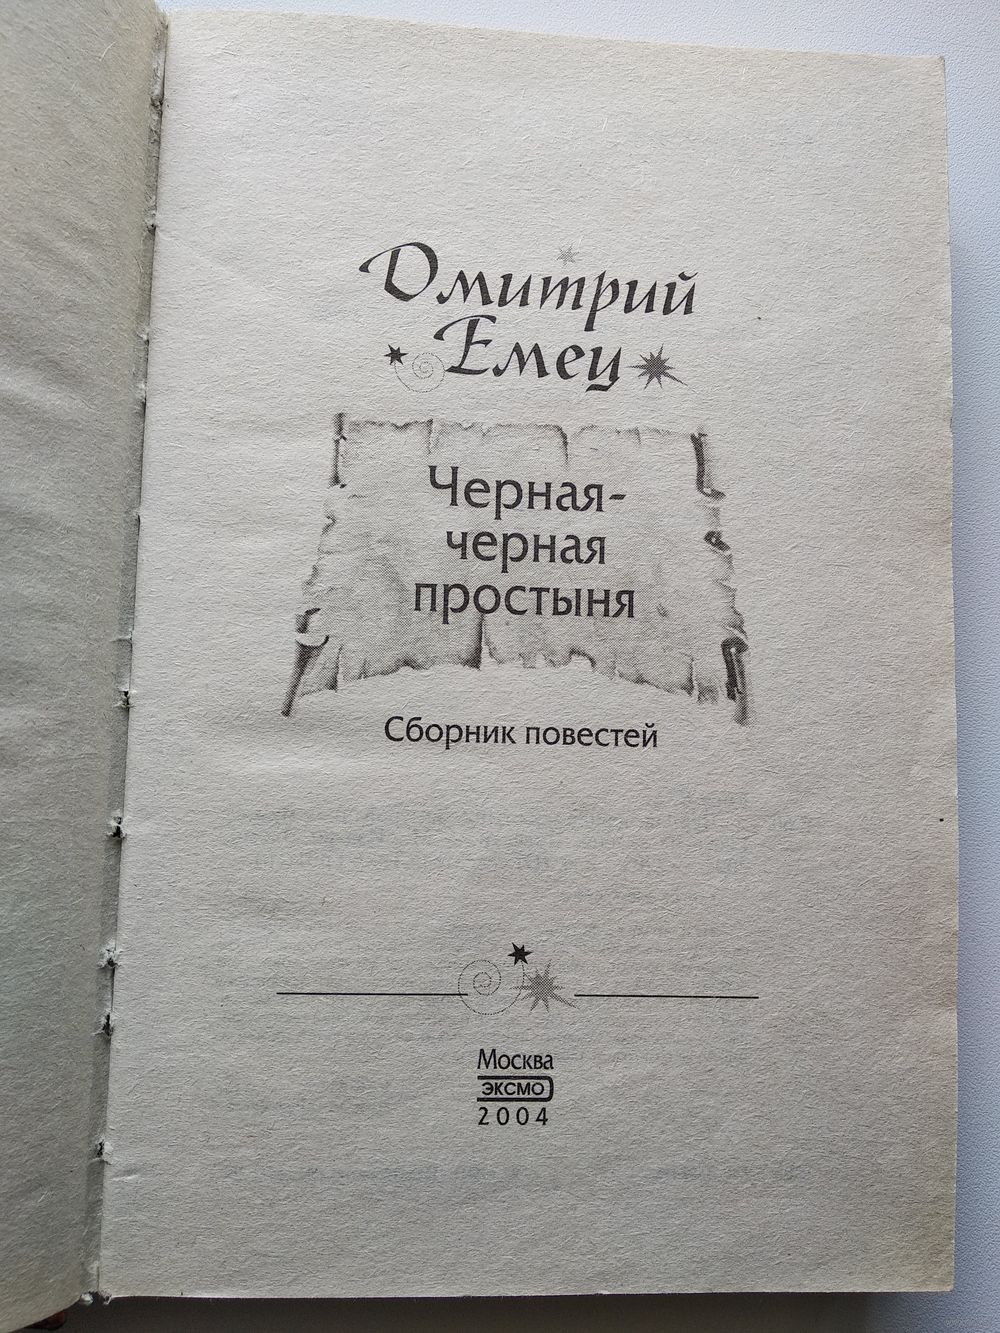 Дмитрий
Емец
Черная-
черная
простыня
Сборник повестей
Москва
ЭКСМО
2004